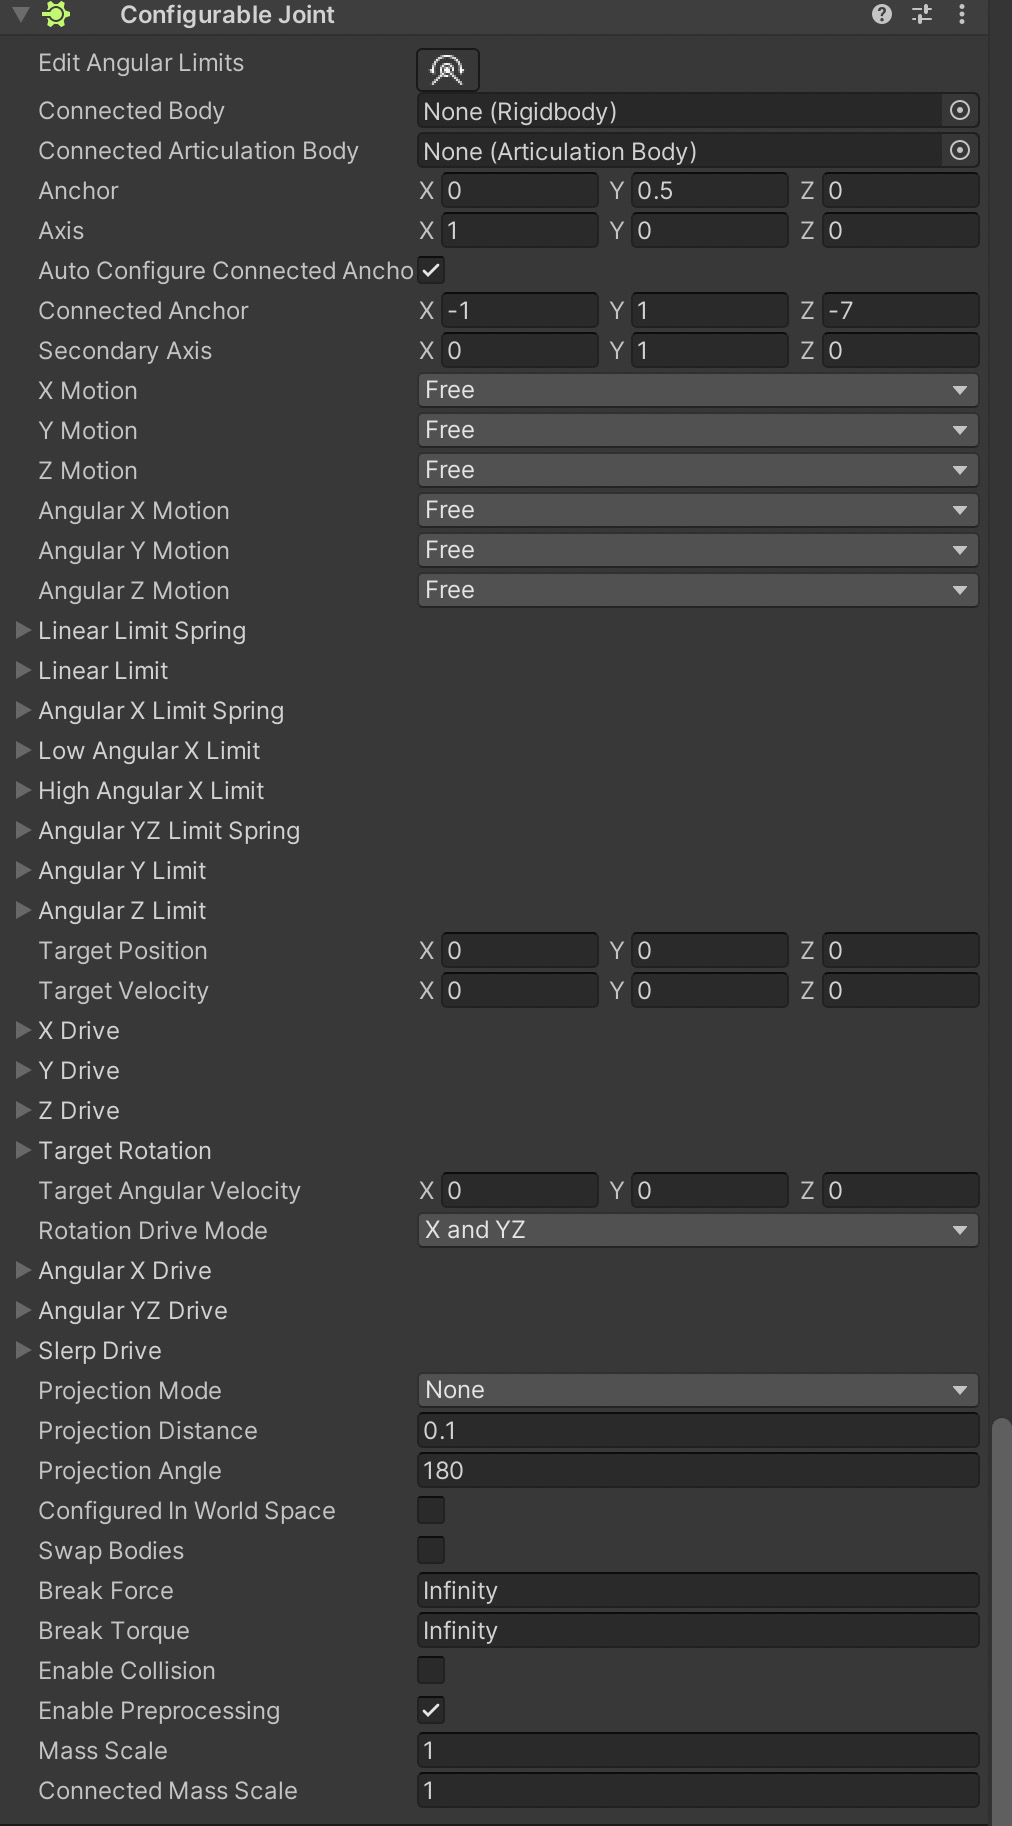 Configurable Joint
Edit Angular Limits
Connected Body None (Rigidbody)
Connected Articulation Body None (Articulation Body)
Anchor X 0 Y 0.5 Z 0
Axis X 1 Y 0 Z 0
Auto Configure Connected Ancho
Connected Anchor X -1 Y 1 Z -7
Secondary Axis X 0 Y 1 Z 0
X Motion Free
Y Motion Free
Z Motion Free
Angular X Motion Free
Angular Y Motion Free
Angular Z Motion Free
Linear Limit Spring
Linear Limit
Angular X Limit Spring
Low Angular X Limit
High Angular X Limit
Angular YZ Limit Spring
Angular Y Limit
Angular Z Limit
Target Position X 0 Y 0 Z 0
Target Velocity X 0 Y 0 Z 0
X Drive
Y Drive
Z Drive
Target Rotation
Target Angular Velocity X 0 Y 0 Z 0
Rotation Drive Mode X and YZ
Angular X Drive
Angular YZ Drive
Slerp Drive
Projection Mode None
Projection Distance 0.1
Projection Angle 180
Configured In World Space
Swap Bodies
Break Force Infinity
Break Torque Infinity
Enable Collision
Enable Preprocessing
Mass Scale 1
Connected Mass Scale 1